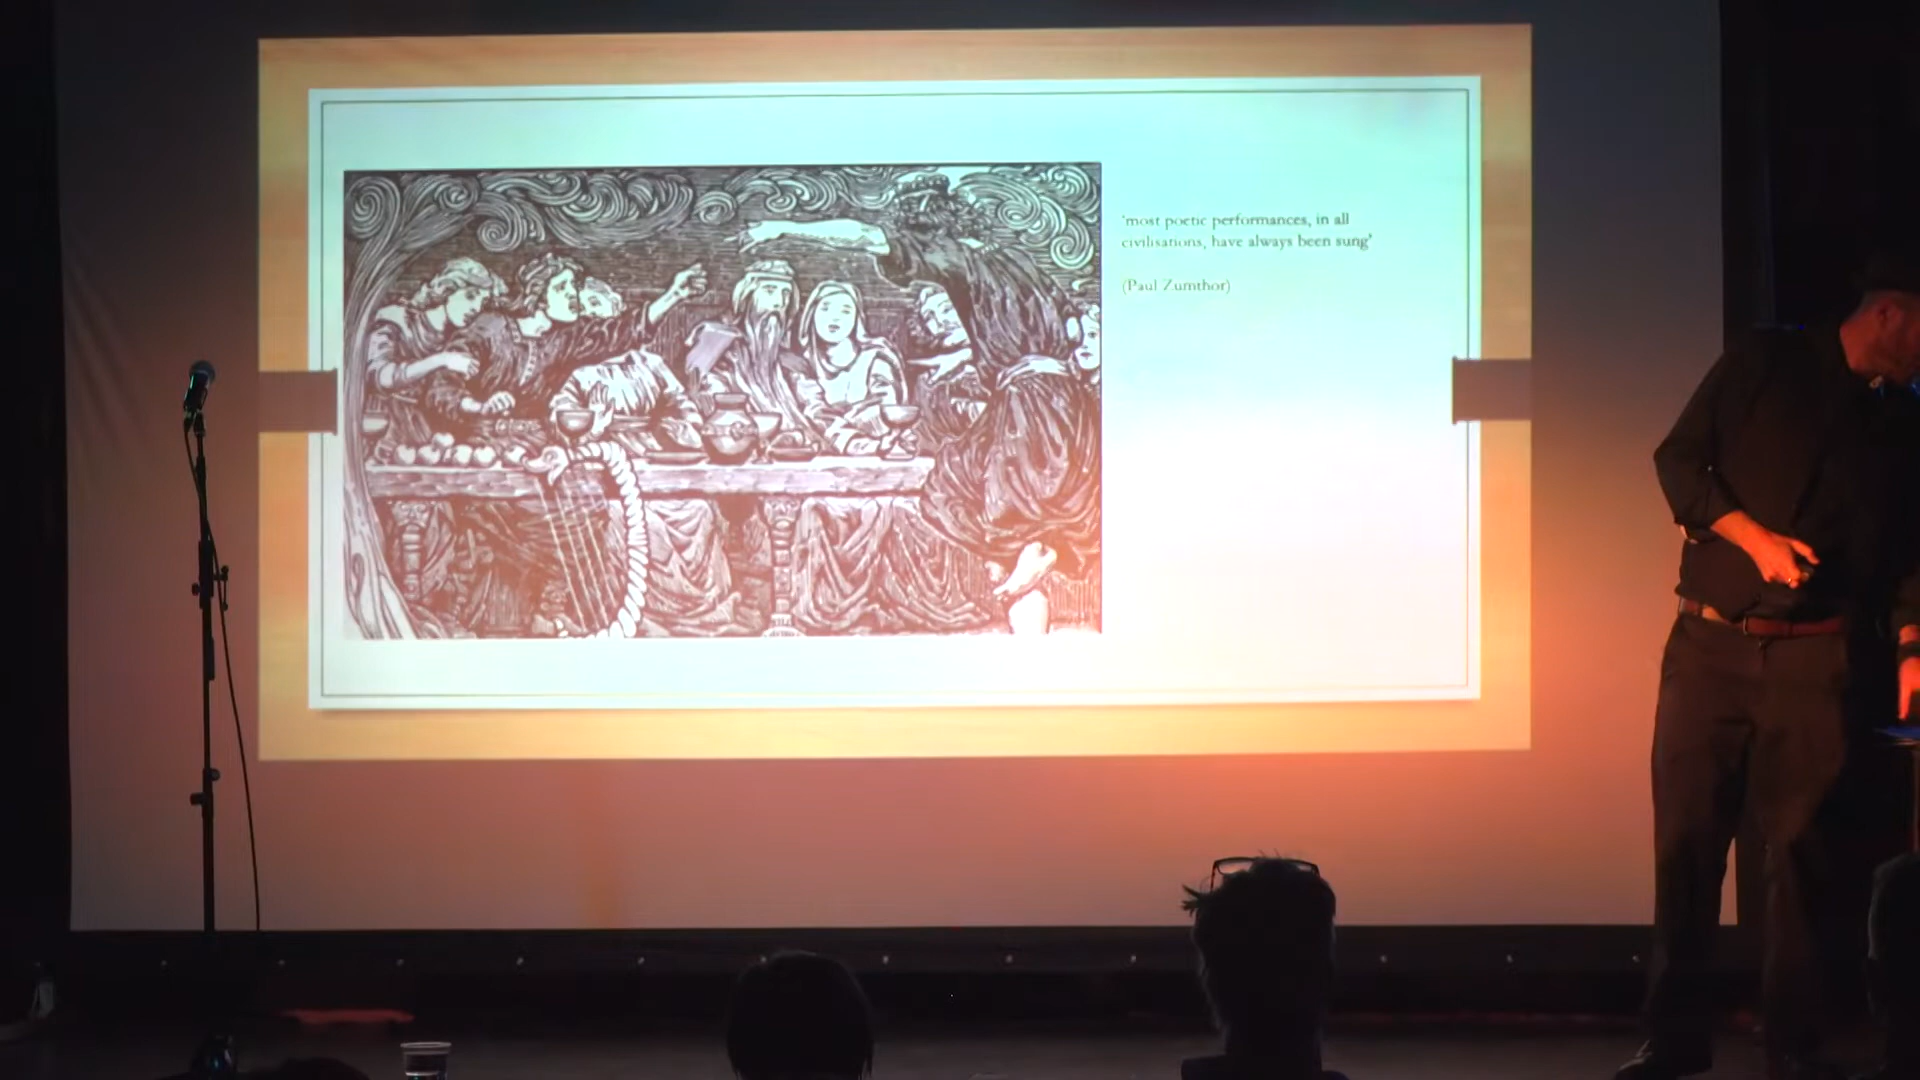 'most poetic performances, in all
civilisations, have always been sung'
(Paul Zumthor)